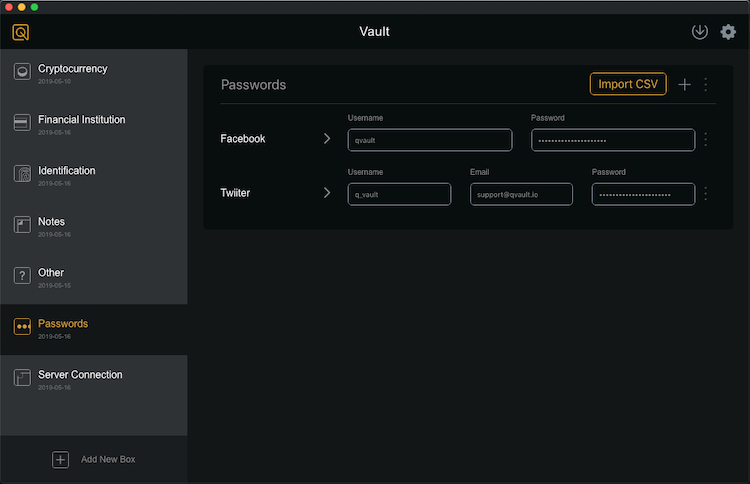 Vault
Cryptocurrency
2019-05-16
Financial Institution
2019-05-16
Identification
2019-05-16
Notes
2019-05-16
Other
2019-05-15
Passwords
2019-05-16
Server Connection
2019-05-16
Add New Box
Passwords
Import CSV
Username Password
Facebook qvault
Username Email Password
Twiiter q_vault support@qvault.io